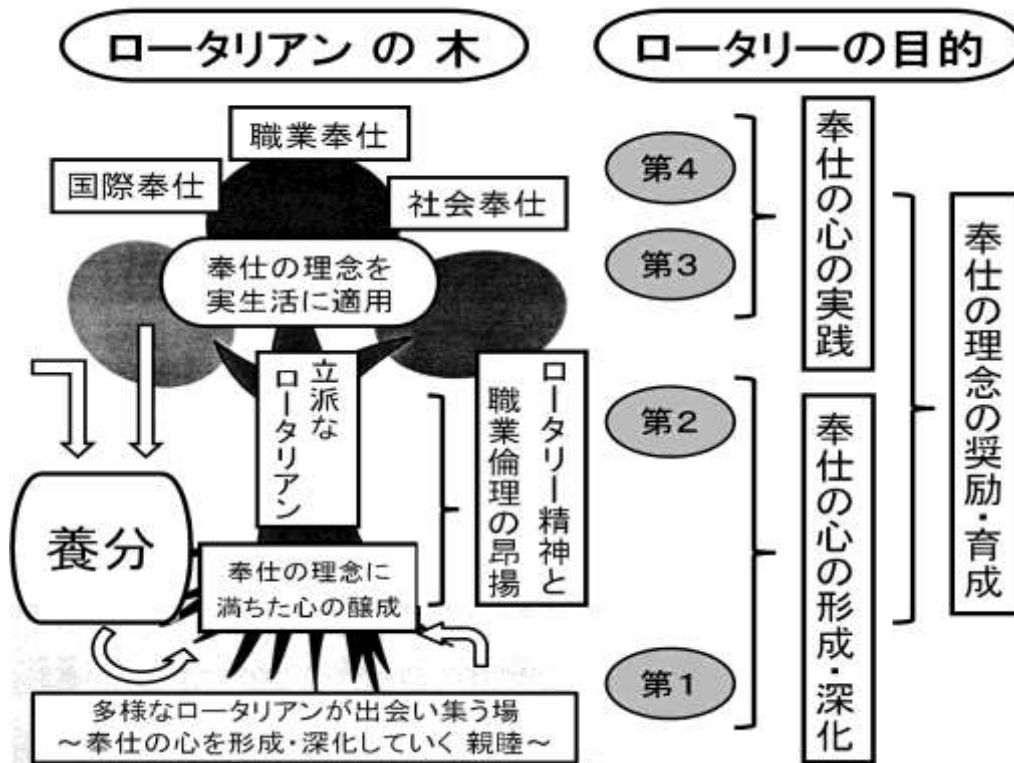 ロータリアン の 木
職業奉仕
国際奉仕
社会奉仕
奉仕の理念を
実生活に適用
立派な
ロータリアン
ロータリー精神と
職業倫理の昂揚
養分
奉仕の理念に
満ちた心の醸成
多様なロータリアンが出会い集う場
～奉仕の心を形成・深化していく 親睦～
ロータリーの目的
第4
第3
第2
第1
奉仕の心の実践
奉仕の心の形成・深化
奉仕の理念の奨励・育成